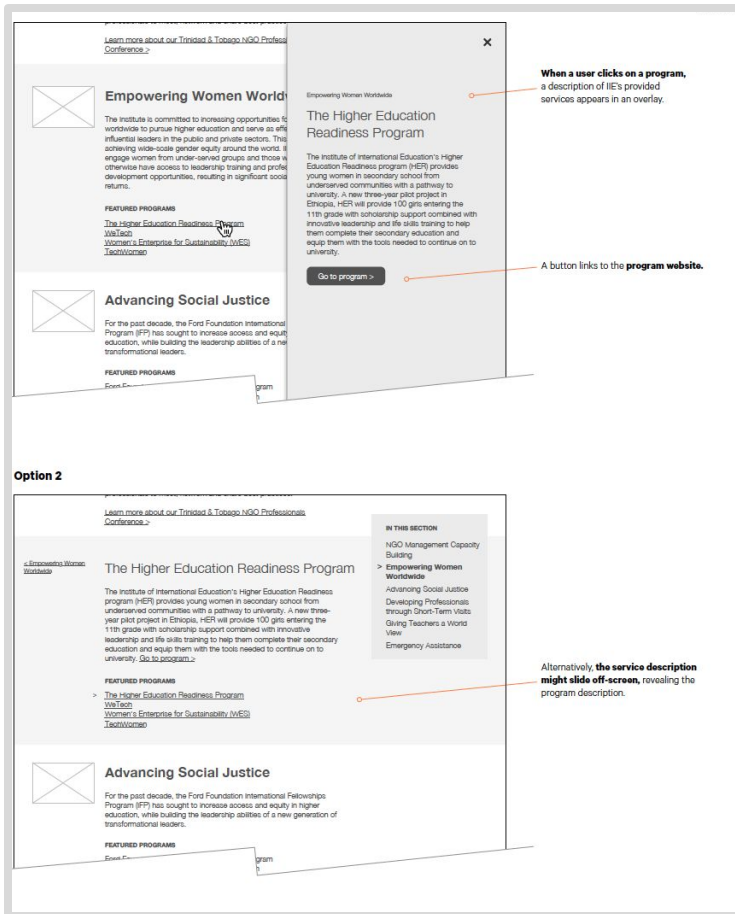 Learn more about our Trinidad & Tobago NGO Profess
Conference >
Empowering Women World
The Institute is committed to increasing opportunities fo
worldwide to pursue higher education and serve as effe
influential leaders in the public and private sectors. This
achieving wide-scale gender equity around the world. II
engage women from under-served groups and those w
otherwise have access to leadership training and profes
development opportunities, resulting in significant socia
returns.
FEATURED PROGRAMS
The Higher Education Readiness Program
WeTech
Women's Enterprise for Sustainability (WES)
TechWomen
Advancing Social Justice
For the past decade, the Ford Foundation International
Program (IFP) has sought to increase access and equity
education, while building the leadership abilities of a ne
transformational leaders.
FEATURED PROGRAMS
gram
×
Empowering Women Worldwide
The Higher Education
Readiness Program
The Institute of International Education's Higher
Education Readiness program (HER) provides
young women in secondary school from
underserved communities with a pathway to
university. A new three-year pilot project in
Ethiopia, HER will provide 100 girls entering the
11th grade with scholarship support combined with
innovative leadership and life skills training to help
them complete their secondary education and
equip them with the tools needed to continue on to
university.
Go to program >
When a user clicks on a program,
a description of IIE's provided
services appears in an overlay.
A button links to the program website.
Option 2
Learn more about our Trinidad & Tobago NGO Professionals
Conference >
< Empowering Women
Worldwide
The Higher Education Readiness Program
The Institute of International Education's Higher Education Readiness
program (HER) provides young women in secondary school from
underserved communities with a pathway to university. A new three-
year pilot project in Ethiopia, HER will provide 100 girls entering the
11th grade with scholarship support combined with innovative
leadership and life skills training to help them complete their secondary
education and equip them with the tools needed to continue on to
university. Go to program >
FEATURED PROGRAMS
> The Higher Education Readiness Program
WeTech
Women's Enterprise for Sustainability (WES)
TechWomen
IN THIS SECTION
NGO Management Capacity
Building
> Empowering Women
Worldwide
Advancing Social Justice
Developing Professionals
through Short-Term Visits
Giving Teachers a World
View
Emergency Assistance
Alternatively, the service description
might slide off-screen, revealing the
program description.
Advancing Social Justice
For the past decade, the Ford Foundation International Fellowships
Program (IFP) has sought to increase access and equity in higher
education, while building the leadership abilities of a new generation of
transformational leaders.
FEATURED PROGRAMS
gram